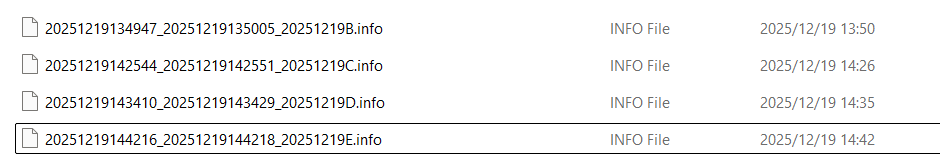 20251219134947_20251219135005_20251219B.info INFO File 2025/12/19 13:50
20251219142544_20251219142551_20251219C.info INFO File 2025/12/19 14:26
20251219143410_20251219143429_20251219D.info INFO File 2025/12/19 14:35
20251219144216_20251219144218_20251219E.info INFO File 2025/12/19 14:42